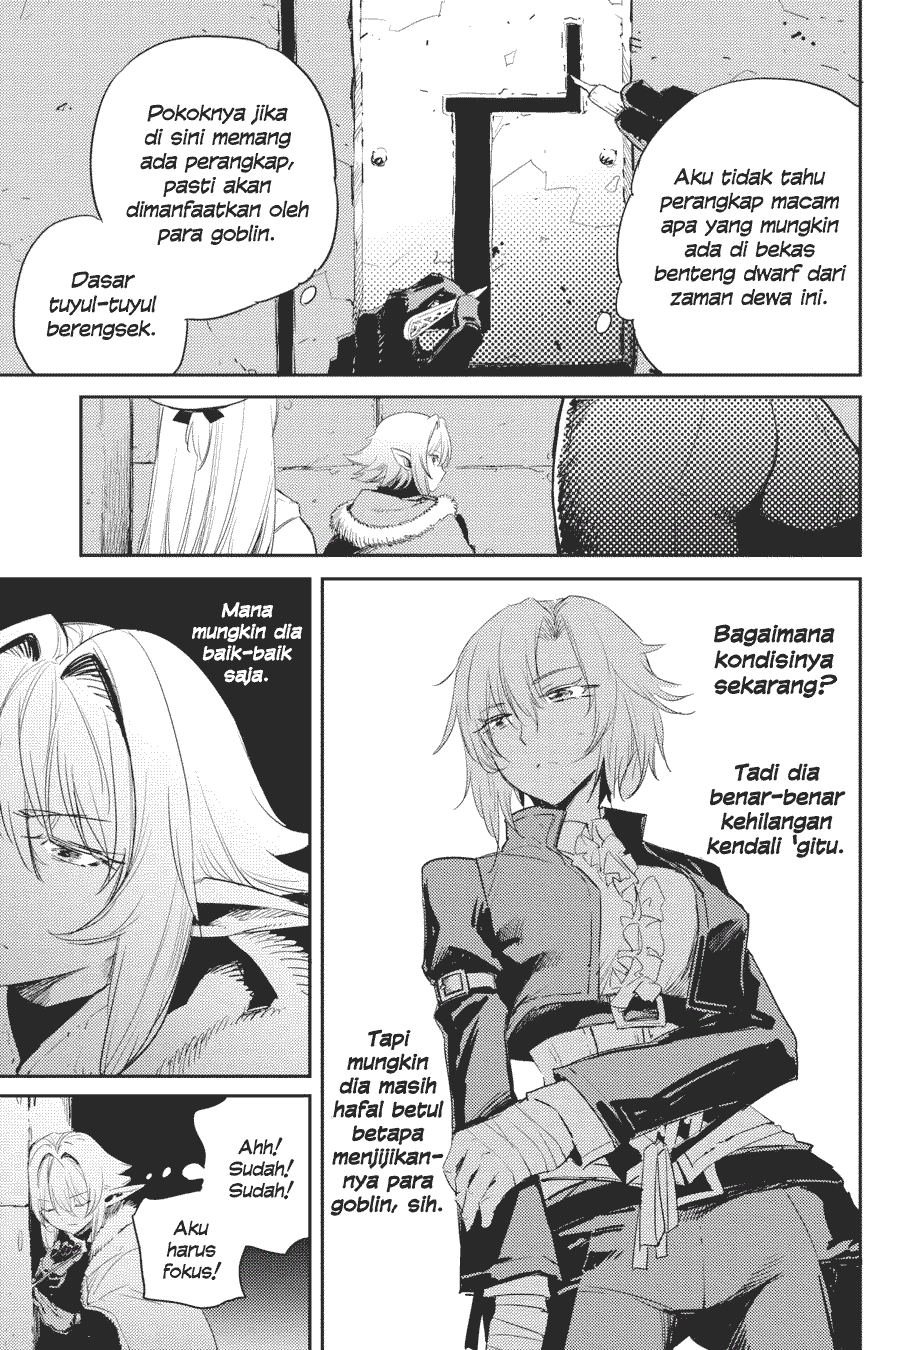 Aku tidak tahu
perangkap macam
apa yang mungkin
ada di bekas
benteng dwarf dari
zaman dewa ini.
Pokoknya jika
di sini memang
ada perangkap,
pasti akan
dimanfaatkan oleh
para goblin.
Dasar
tuyul-tuyul
berengsek.
Bagaimana
kondisinya
sekarang?
Tadi dia
benar-benar
kehilangan
kendali 'gitu.
Tapi
mungkin
dia masih
hafal betul
betapa
menjijikan-
nya para
goblin, sih.
Mana
mungkin dia
baik-baik
saja.
Ahh!
Sudah!
Sudah!
Aku
harus
fokus!